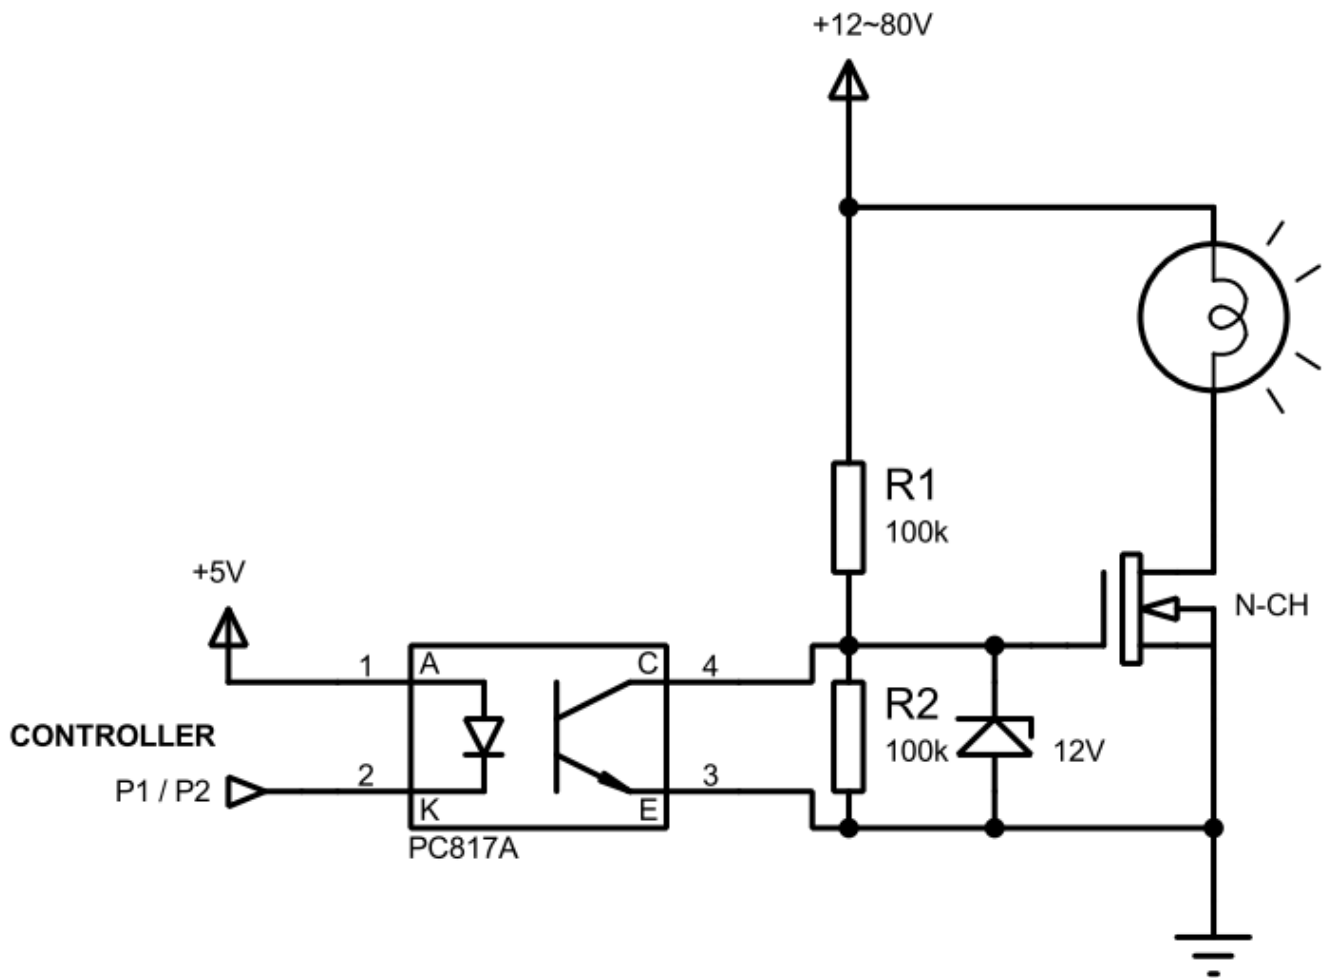 +12~80V
R1
100k
+5V
N-CH
1
A
C
4
R2
100k
12V
CONTROLLER
P1 / P2
2
K
E
3
PC817A